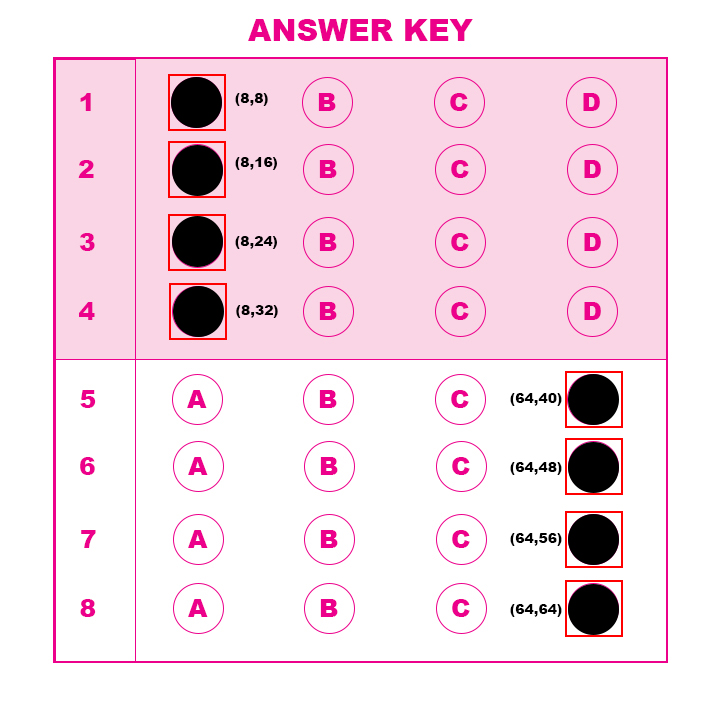 ANSWER KEY
1 (8,8) B C D
2 (8,16) B C D
3 (8,24) B C D
4 (8,32) B C D
5 A B C (64,40)
6 A B C (64,48)
7 A B C (64,56)
8 A B C (64,64)